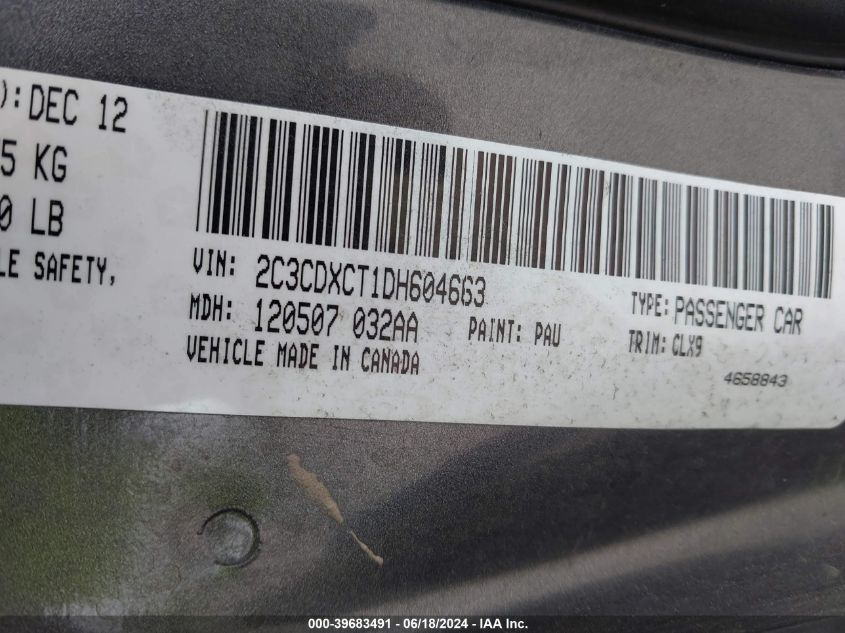 ): DEC 12
5 KG
0 LB
LE SAFETY,
VIN: 2C3CDXCT1DH604663
MDH: 120507 032AA
PAINT: PAU
VEHICLE MADE IN CANADA
TYPE: PASSENGER CAR
TRIM: CLX9
4658843
000-39683491 - 06/18/2024 - IAA Inc.